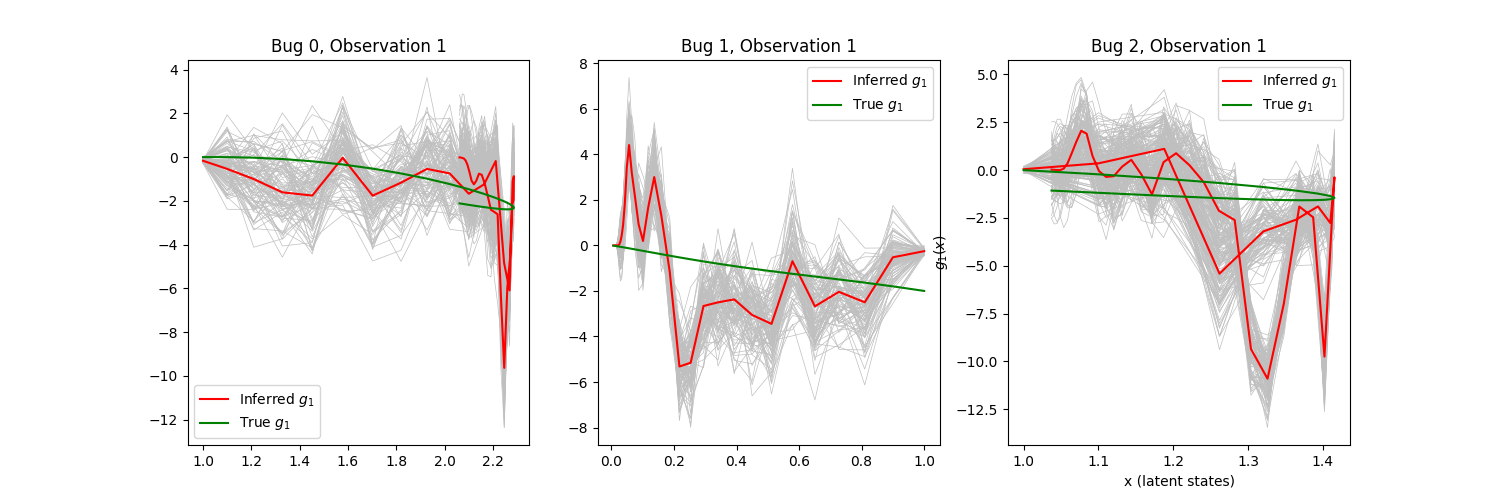 Bug 0, Observation 1
4
2
0
−2
−4
−6
−8
−10
−12
1.0 1.2 1.4 1.6 1.8 2.0 2.2
Inferred g₁
True g₁
Bug 1, Observation 1
8
6
4
2
0
−2
−4
−6
−8
0.0 0.2 0.4 0.6 0.8 1.0
Inferred g₁
True g₁
Bug 2, Observation 1
g₁(x)
5.0
2.5
0.0
−2.5
−5.0
−7.5
−10.0
−12.5
1.0 1.1 1.2 1.3 1.4
x (latent states)
Inferred g₁
True g₁